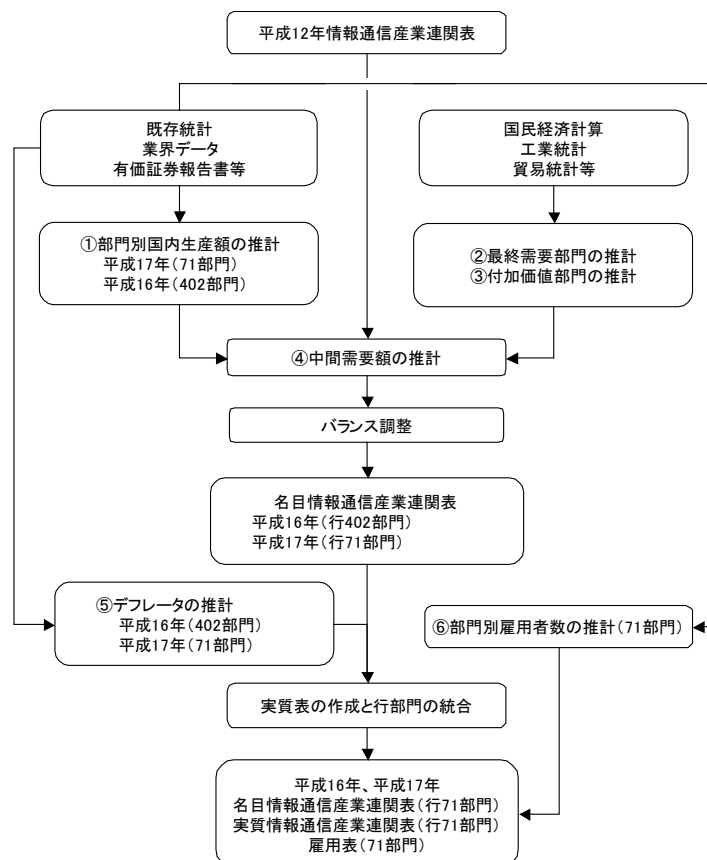 平成12年情報通信産業連関表
既存統計
業界データ
有価証券報告書等
国民経済計算
工業統計
貿易統計等
①部門別国内生産額の推計
平成17年(71部門)
平成16年(402部門)
②最終需要部門の推計
③付加価値部門の推計
④中間需要額の推計
バランス調整
名目情報通信産業連関表
平成16年(行402部門)
平成17年(行71部門)
⑤デフレータの推計
平成16年(402部門)
平成17年(71部門)
⑥部門別雇用者数の推計(71部門)
実質表の作成と行部門の統合
平成16年、平成17年
名目情報通信産業連関表(行71部門)
実質情報通信産業連関表(行71部門)
雇用表(71部門)